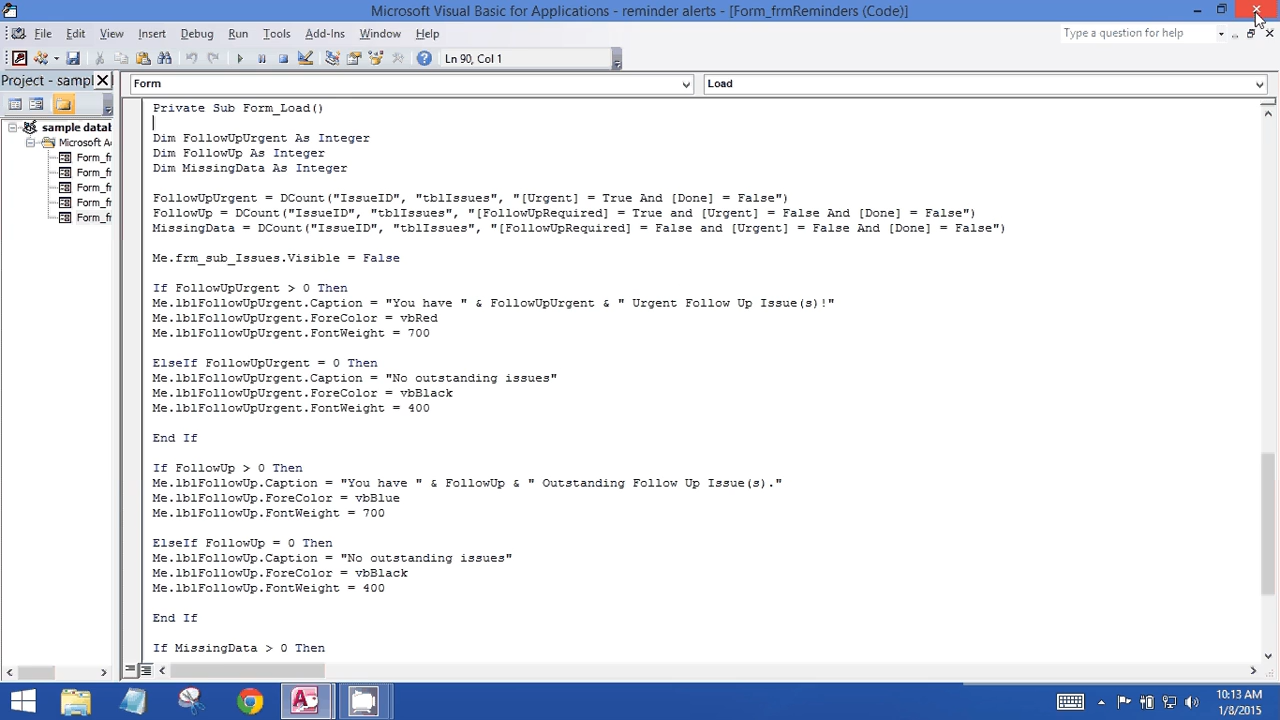 Microsoft Visual Basic for Applications - reminder alerts - [Form_frmReminders (Code)]
File Edit View Insert Format Debug Run Tools Add-Ins Window Help
Type a question for help
Ln 90, Col 1
Project - sampl
Form
Load
sample datab
Microsoft Ac
Form_fr
Form_fr
Form_fr
Form_fr
Form_fr
Private Sub Form_Load()
Dim FollowUpUrgent As Integer
Dim FollowUp As Integer
Dim MissingData As Integer
FollowUpUrgent = DCount("IssueID", "tblIssues", "[Urgent] = True And [Done] = False")
FollowUp = DCount("IssueID", "tblIssues", "[FollowUpRequired] = True and [Urgent] = False And [Done] = False")
MissingData = DCount("IssueID", "tblIssues", "[FollowUpRequired] = False and [Urgent] = False And [Done] = False")
Me.frm_sub_Issues.Visible = False
If FollowUpUrgent > 0 Then
Me.lblFollowUpUrgent.Caption = "You have " & FollowUpUrgent & " Urgent Follow Up Issue(s)!"
Me.lblFollowUpUrgent.ForeColor = vbRed
Me.lblFollowUpUrgent.FontWeight = 700
ElseIf FollowUpUrgent = 0 Then
Me.lblFollowUpUrgent.Caption = "No outstanding issues"
Me.lblFollowUpUrgent.ForeColor = vbBlack
Me.lblFollowUpUrgent.FontWeight = 400
End If
If FollowUp > 0 Then
Me.lblFollowUp.Caption = "You have " & FollowUp & " Outstanding Follow Up Issue(s)."
Me.lblFollowUp.ForeColor = vbBlue
Me.lblFollowUp.FontWeight = 700
ElseIf FollowUp = 0 Then
Me.lblFollowUp.Caption = "No outstanding issues"
Me.lblFollowUp.ForeColor = vbBlack
Me.lblFollowUp.FontWeight = 400
End If
If MissingData > 0 Then
10:13 AM
1/8/2015